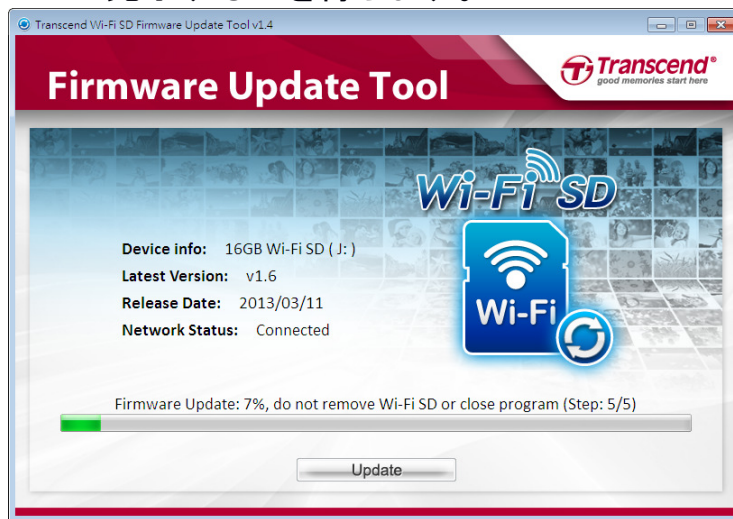 Transcend Wi-Fi SD Firmware Update Tool v1.4
Firmware Update Tool
Transcend®
good memories start here
Wi-Fi SD
Device info: 16GB Wi-Fi SD ( J: )
Latest Version: v1.6
Release Date: 2013/03/11
Network Status: Connected
Wi-Fi
Firmware Update: 7%, do not remove Wi-Fi SD or close program (Step: 5/5)
Update